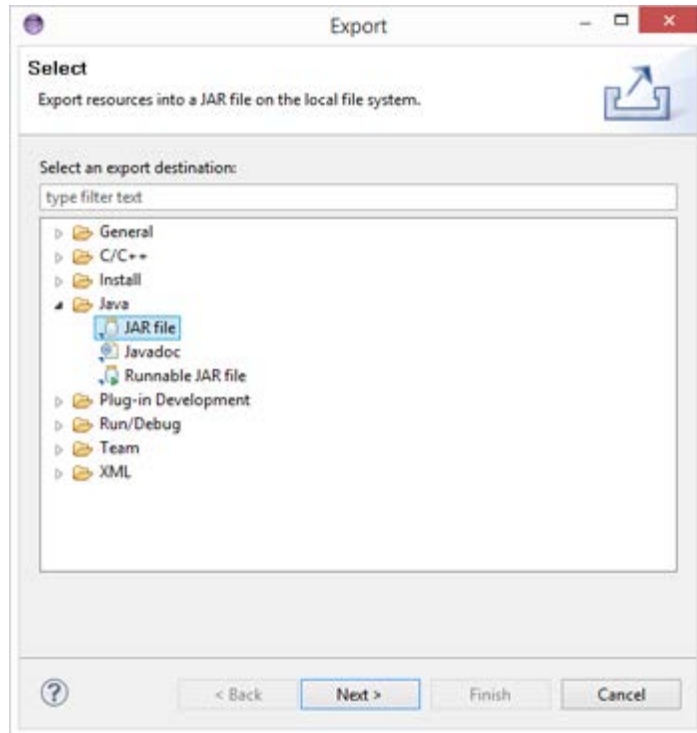 Export
Select
Export resources into a JAR file on the local file system.
Select an export destination:
type filter text
General
C/C++
Install
Java
JAR file
Javadoc
Runnable JAR file
Plug-in Development
Run/Debug
Team
XML
< Back Next > Finish Cancel